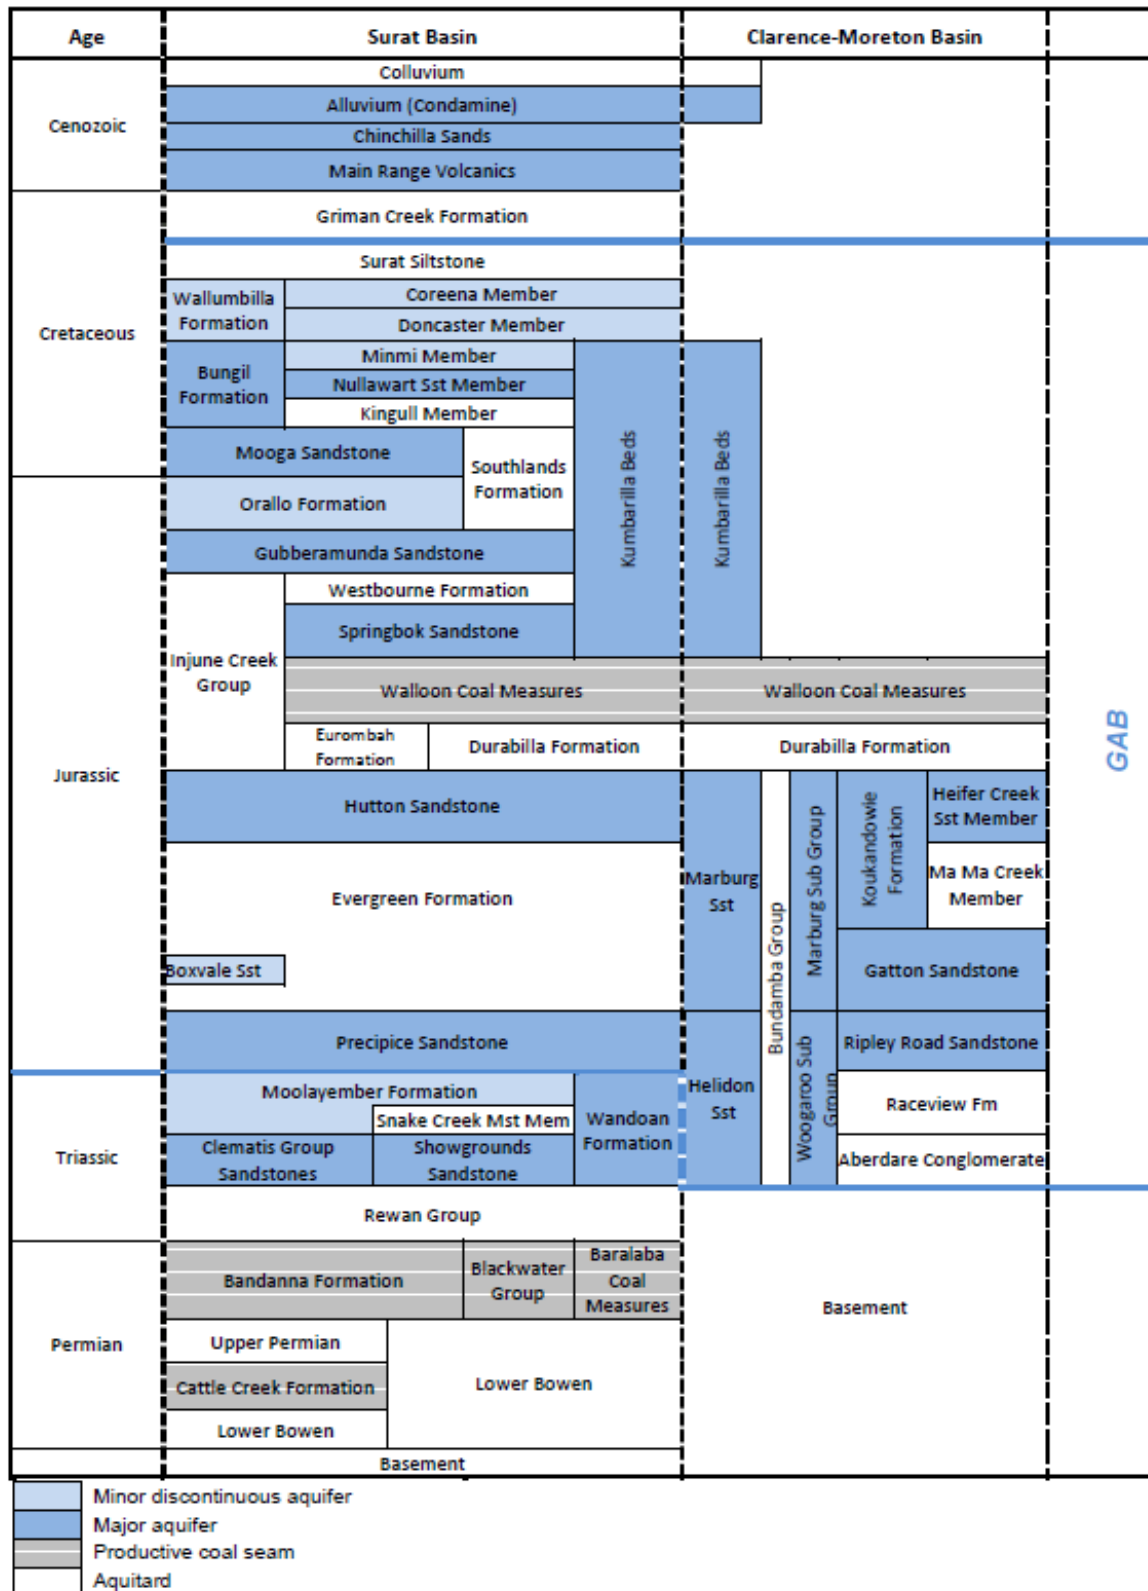 Age
Surat Basin
Clarence-Moreton Basin
Cenozoic
Colluvium
Alluvium (Condamine)
Chinchilla Sands
Main Range Volcanics
Cretaceous
Griman Creek Formation
Surat Siltstone
Wallumbilla
Formation
Coreena Member
Doncaster Member
Bungil
Formation
Minmi Member
Nullawart Sst Member
Kingull Member
Kumbarilla Beds
Kumbarilla Beds
Mooga Sandstone
Southlands
Formation
Jurassic
Orallo Formation
Gubberamunda Sandstone
Injune Creek
Group
Westbourne Formation
Springbok Sandstone
Walloon Coal Measures
Walloon Coal Measures
Eurombah
Formation
Durabilla Formation
Durabilla Formation
GAB
Hutton Sandstone
Marburg
Sst
Bundamba Group
Marburg Sub Group
Koukandowie
Formation
Heifer Creek
Sst Member
Ma Ma Creek
Member
Evergreen Formation
Boxvale Sst
Gatton Sandstone
Precipice Sandstone
Helidon
Sst
Woogaroo Sub
Group
Ripley Road Sandstone
Triassic
Moolayember Formation
Snake Creek Mst Mem
Wandoan
Formation
Raceview Fm
Clematis Group
Sandstones
Showgrounds
Sandstone
Aberdare Conglomerate
Rewan Group
Permian
Bandanna Formation
Blackwater
Group
Baralaba
Coal
Measures
Basement
Upper Permian
Cattle Creek Formation
Lower Bowen
Lower Bowen
Basement
Minor discontinuous aquifer
Major aquifer
Productive coal seam
Aquitard